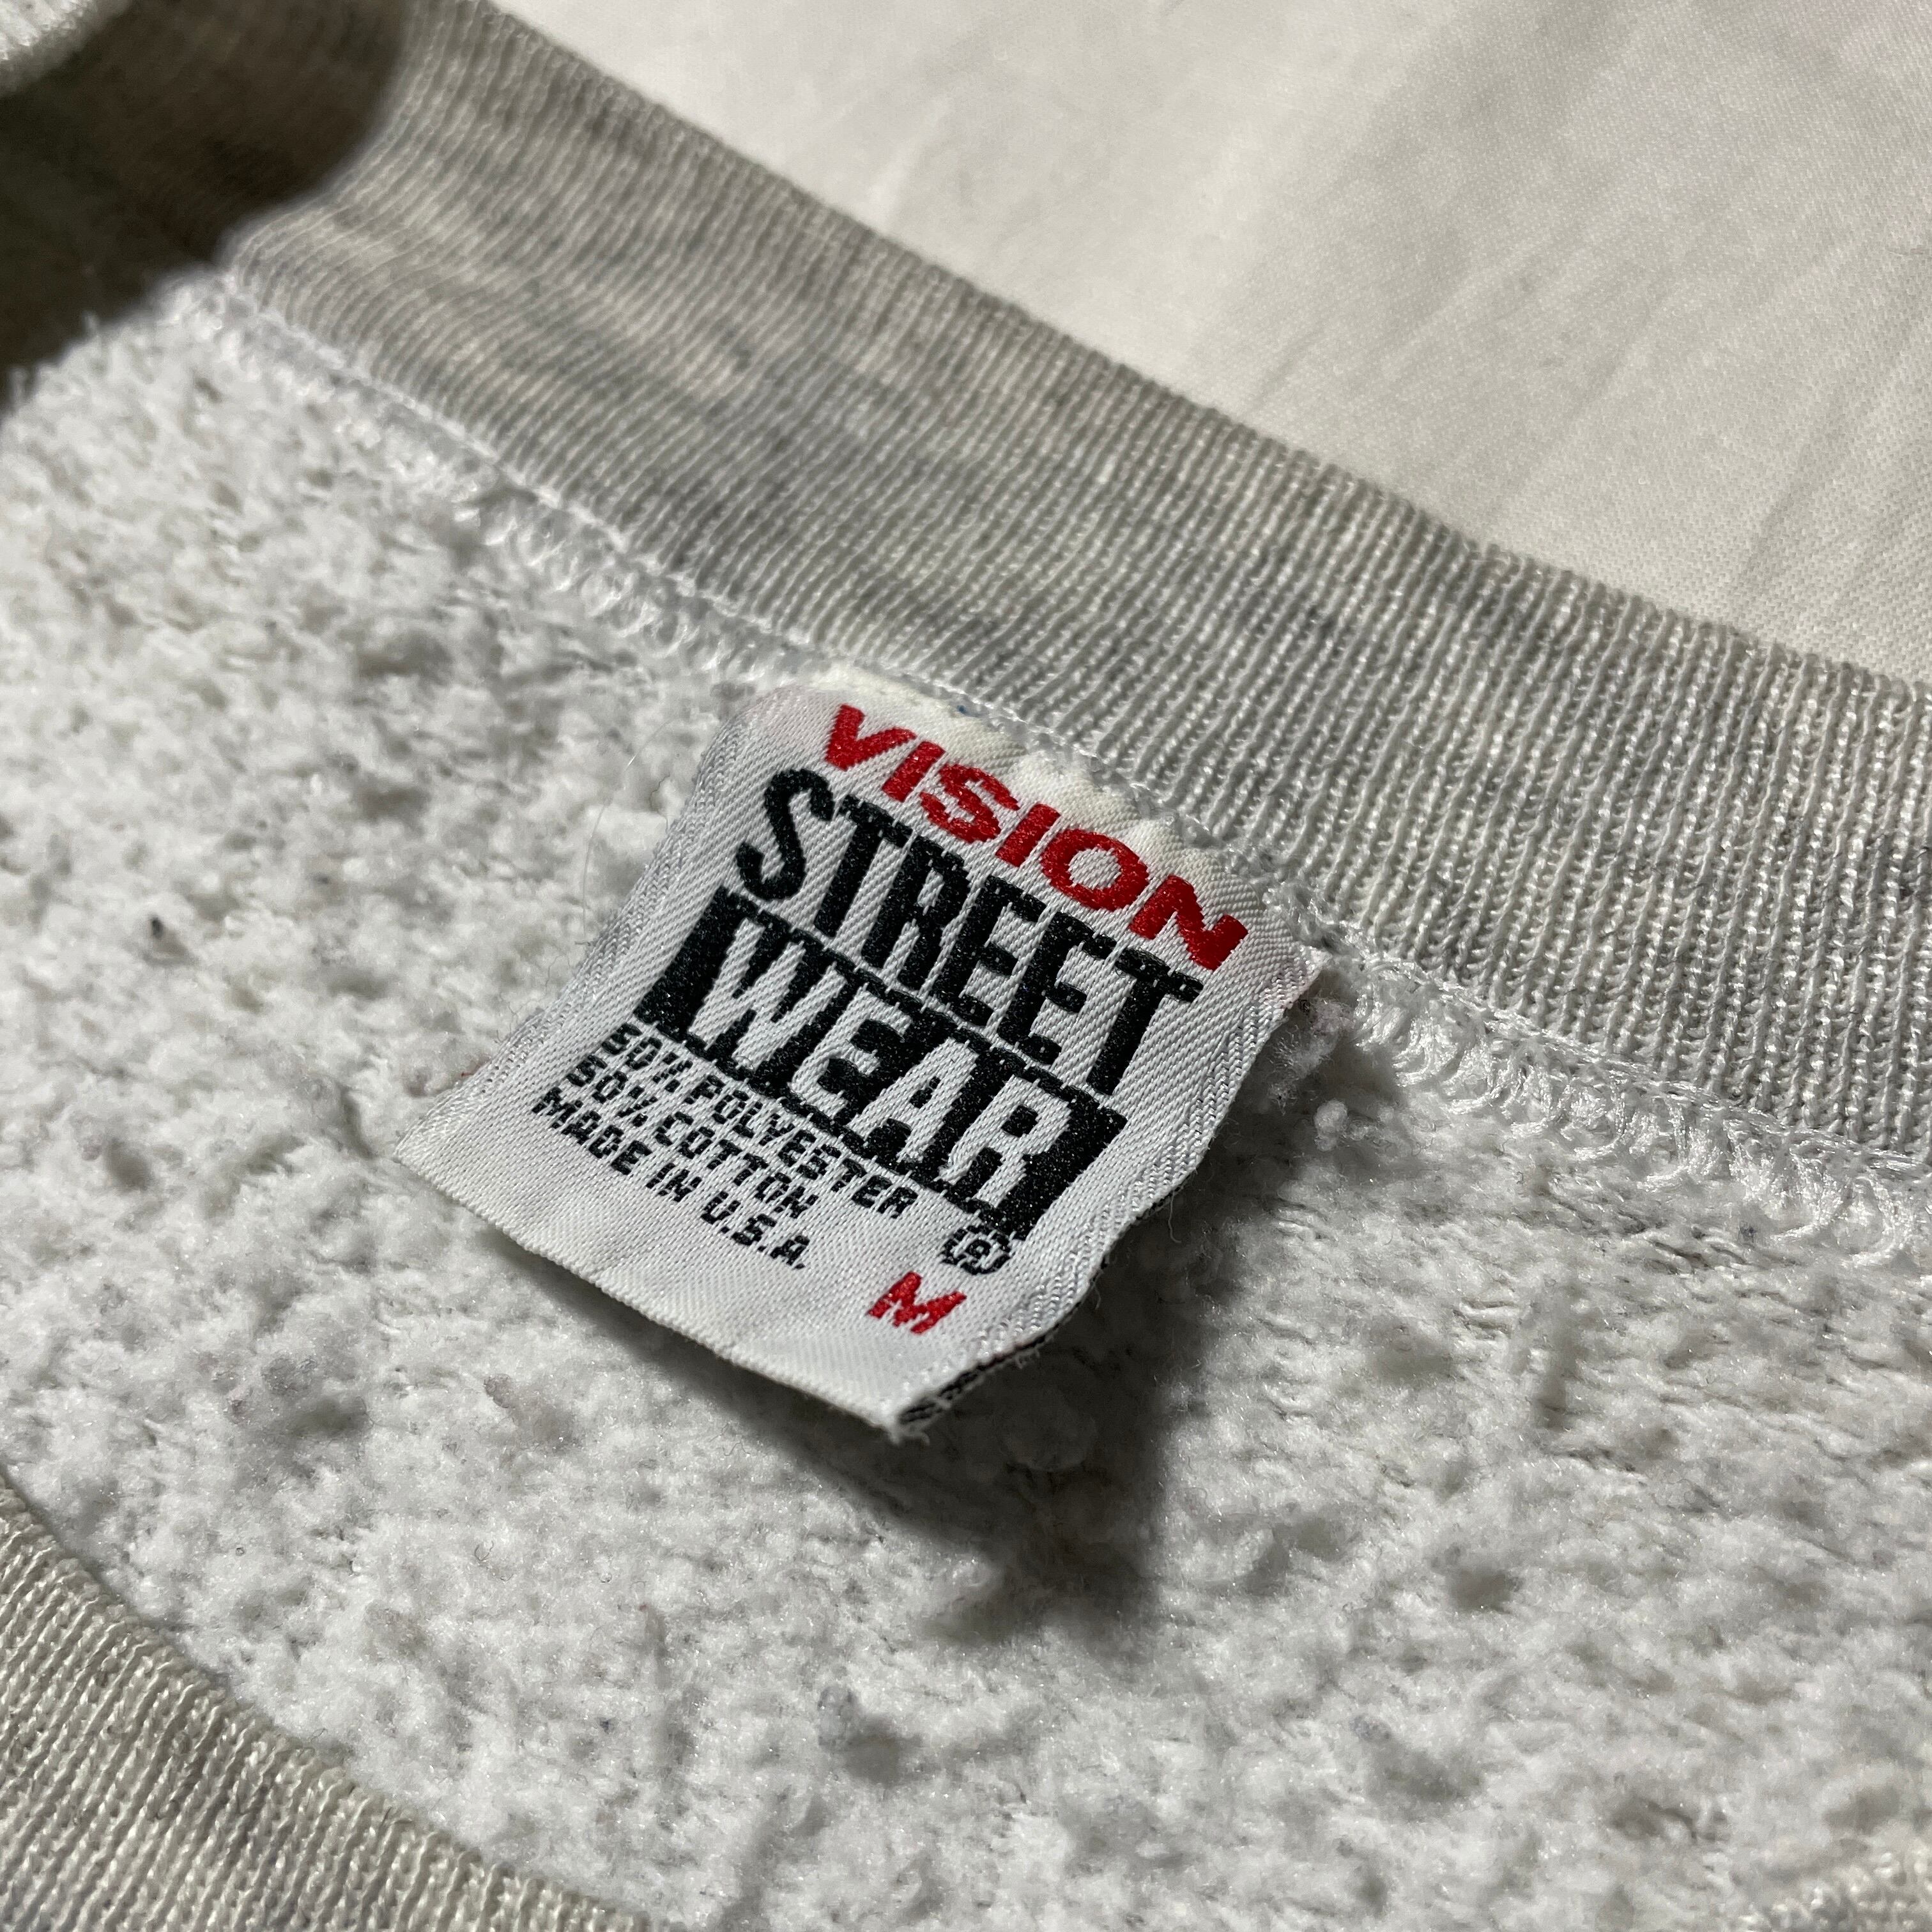 VISION
STREET
WEAR
®
50% POLYESTER
50% COTTON
MADE IN U.S.A.
M